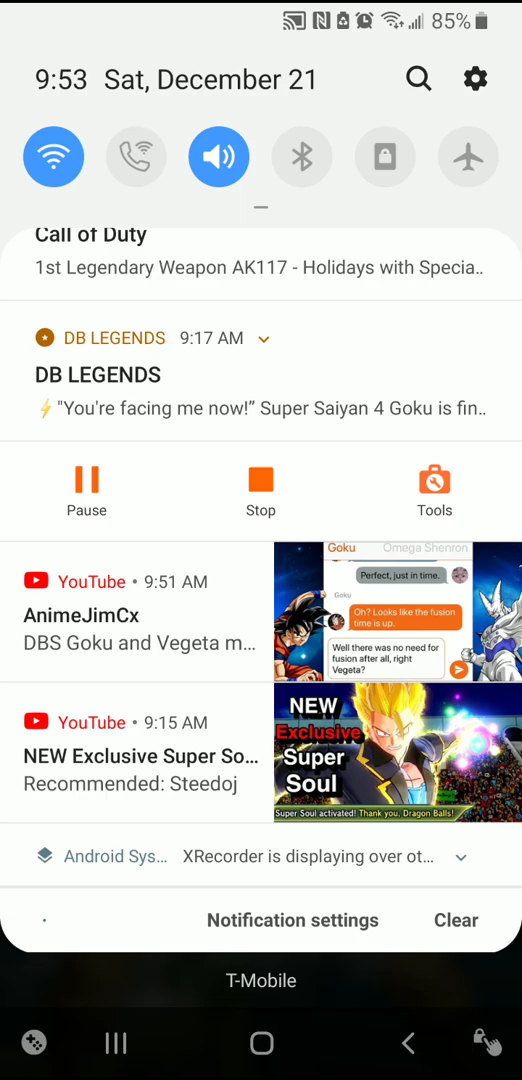 85%
9:53 Sat, December 21
Call of Duty
1st Legendary Weapon AK117 - Holidays with Specia..
DB LEGENDS 9:17 AM
DB LEGENDS
⚡"You're facing me now!” Super Saiyan 4 Goku is fin..
Pause Stop Tools
YouTube • 9:51 AM
AnimeJimCx
DBS Goku and Vegeta m...
Goku Omega Shenron
Perfect, just in time.
Goku
Oh? Looks like the fusion
time is up.
Well there was no need for
fusion after all, right
Vegeta?
YouTube • 9:15 AM
NEW Exclusive Super So...
Recommended: Steedoj
NEW
Exclusive
Super
Soul
Super Soul activated! Thank you, Dragon Balls!
Android Sys... XRecorder is displaying over ot...
Notification settings Clear
T-Mobile